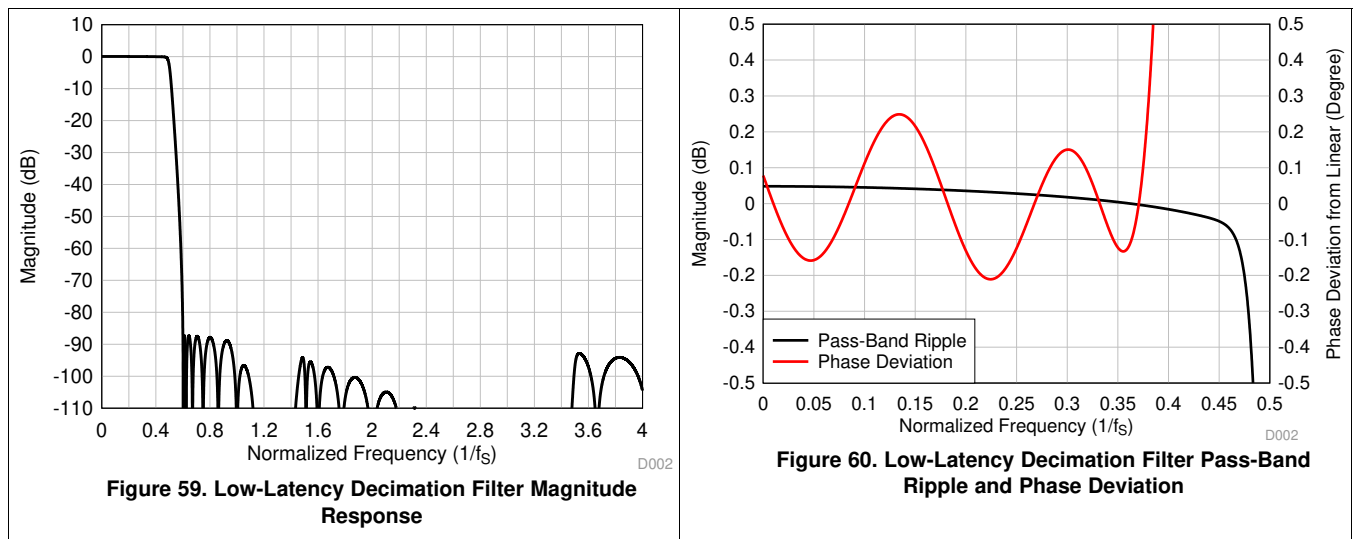 10
0
-10
-20
-30
-40
-50
-60
-70
-80
-90
-100
-110
Magnitude (dB)
0 0.4 0.8 1.2 1.6 2 2.4 2.8 3.2 3.6 4
Normalized Frequency (1/fS)
D002
Figure 59. Low-Latency Decimation Filter Magnitude
Response
0.5
0.4
0.3
0.2
0.1
0
-0.1
-0.2
-0.3
-0.4
-0.5
Magnitude (dB)
Pass-Band Ripple
Phase Deviation
0 0.05 0.1 0.15 0.2 0.25 0.3 0.35 0.4 0.45 0.5
Normalized Frequency (1/fS)
0.5
0.4
0.3
0.2
0.1
0
-0.1
-0.2
-0.3
-0.4
-0.5
Phase Deviation from Linear (Degree)
D002
Figure 60. Low-Latency Decimation Filter Pass-Band
Ripple and Phase Deviation